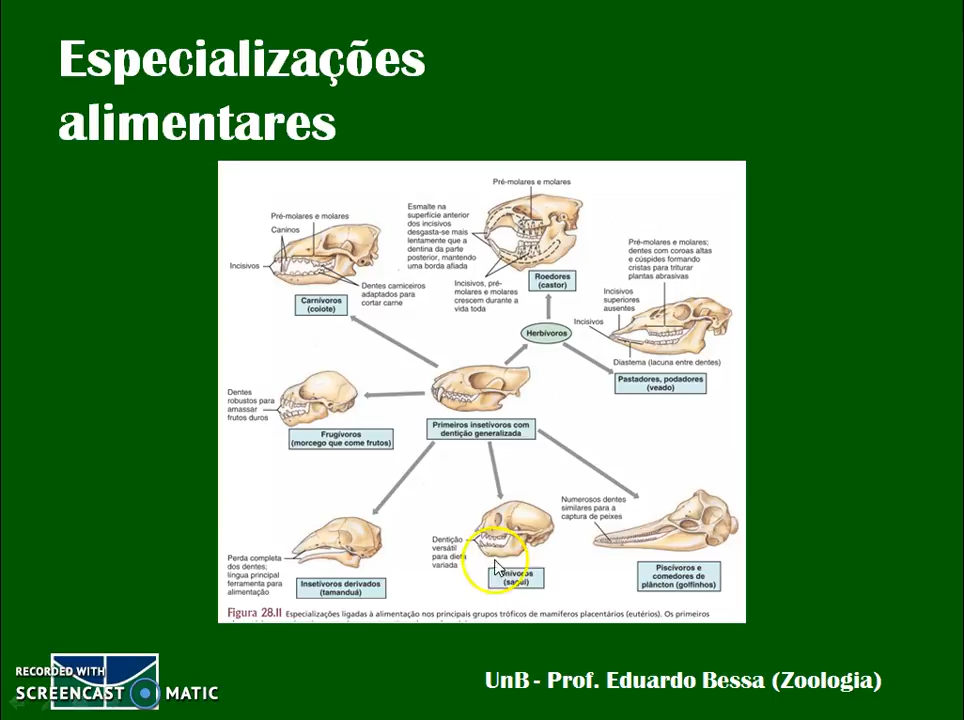 Especializações
alimentares
Pré-molares e molares
Caninos
Incisivos
Dentes carniceiros
adaptados para
cortar carne
Carnívoros
(coiote)
Esmalte na
superfície anterior
dos incisivos
desgasta-se mais
lentamente que a
dentina da parte
posterior, mantendo
uma borda afiada
Pré-molares e molares
Incisivos, pré-
molares e molares
crescem durante a
vida toda
Roedores
(castor)
Herbívoros
Pré-molares e molares;
dentes com coroas altas
e cúspides formando
cristas para triturar
plantas abrasivas
Incisivos
superiores
ausentes
Incisivos
Diastema (lacuna entre dentes)
Pastadores, podadores
(veado)
Dentes
robustos para
amassar
frutos duros
Frugívoros
(morcego que come frutos)
Primeiros insetívoros com
dentição generalizada
Perda completa
dos dentes;
língua principal
ferramenta para
alimentação
Insetívoros derivados
(tamanduá)
Dentição
versátil
para dieta
variada
(sagui)
Numerosos dentes
similares para a
captura de peixes
Piscívoros e
comedores de
plâncton (golfinhos)
Figura 28.II Especializações ligadas à alimentação nos principais grupos tróficos de mamíferos placentários (eutérios). Os primeiros
RECORDED WITH
SCREENCAST MATIC
UnB - Prof. Eduardo Bessa (Zoologia)